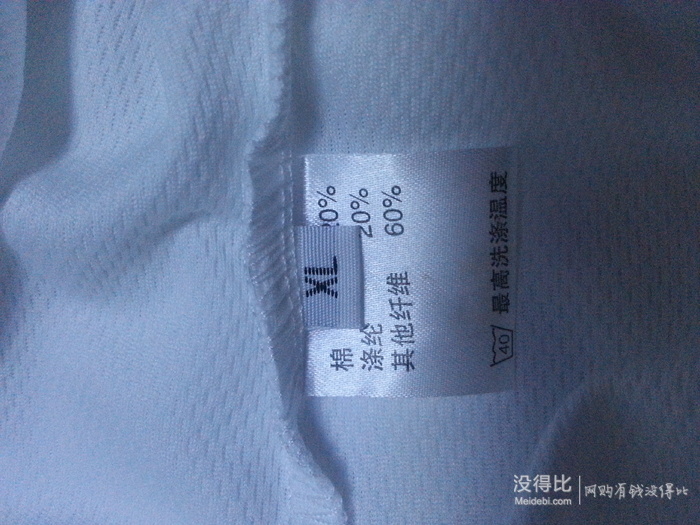 XL
棉 20%
涤纶 20%
其他纤维 60%
40 最高洗涤温度
没得比
Meidebi.com
网购有钱没得比